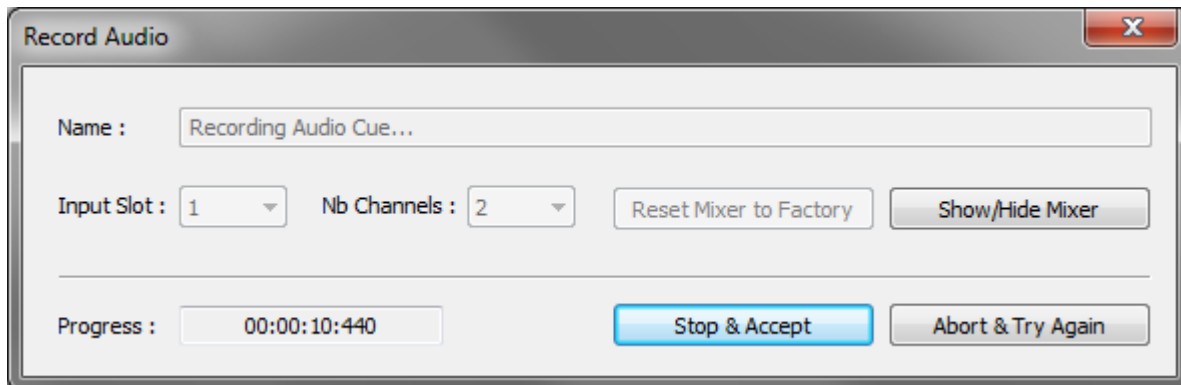 Record Audio
Name : Recording Audio Cue...
Input Slot : 1 Nb Channels : 2 Reset Mixer to Factory Show/Hide Mixer
Progress : 00:00:10:440 Stop & Accept Abort & Try Again